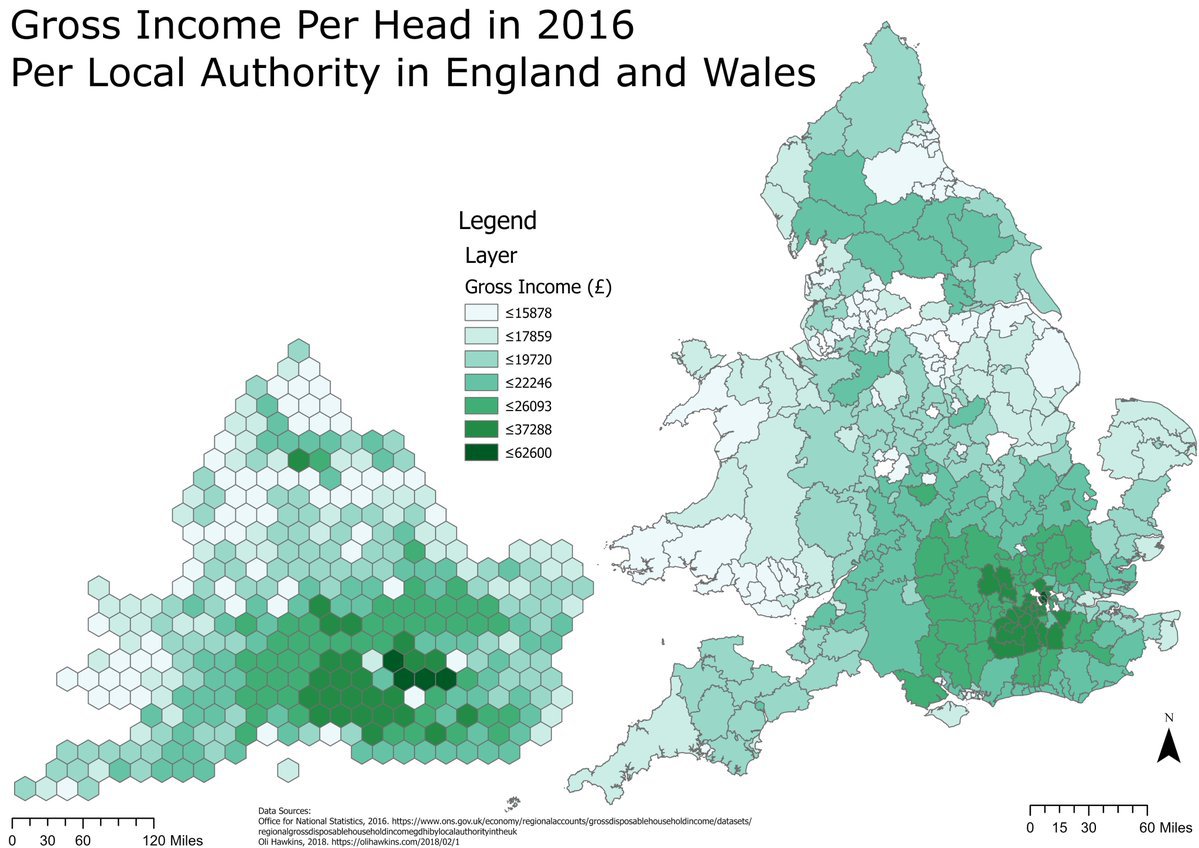 Gross Income Per Head in 2016
Per Local Authority in England and Wales
Legend
Layer
Gross Income (£)
≤15878
≤17859
≤19720
≤22246
≤26093
≤37288
≤62600
N
Data Sources:
Office for National Statistics, 2016. https://www.ons.gov.uk/economy/regionalaccounts/grossdisposablehouseholdincome/datasets/
regionalgrossdisposablehouseholdincomegdhibylocalauthorityintheuk
Oli Hawkins, 2018. https://olihawkins.com/2018/02/1
0 30 60 120 Miles
0 15 30 60 Miles